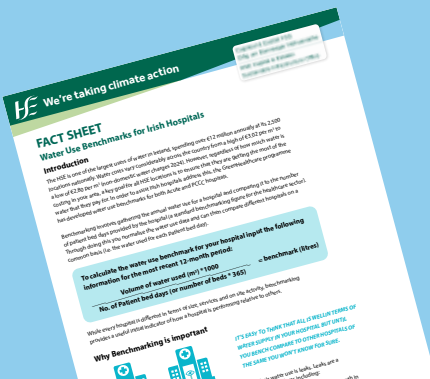 HE We're taking climate action
FACT SHEET
Water Use Benchmarks for Irish Hospitals
Introduction
The HSE is one of the largest users of water in Ireland, spending over €12 million annually at its 2,500
locations nationally. Water costs vary considerably across the country from a high of €3.02 per m³ to
a low of €2.90 per m³ (non domestic water charges 2024). However, regardless of how much water is
costing in your area, a key goal for all HSE locations is to ensure that they are getting the most of the
water that they pay for. In order to assist Irish hospitals address this, the GreenHealthcare programme
has developed water use benchmarks for both Acute and PCCC hospitals.
Benchmarking involves gathering the annual water use for a hospital and comparing it to the number
of patient bed days provided by the hospital (a standard benchmarking figure for the healthcare sector).
Through doing this you normalise the water use data and can then compare different hospitals on a
common basis (i.e. the water used for each Patient bed day).
To calculate the water use benchmark for your hospital input the following
information for the most recent 12-month period:
Volume of water used (m³) *1000
= benchmark (litres)
No. of Patient bed days (or number of beds * 365)
While every hospital is different in terms of size, services and on site activity, benchmarking
provides a useful initial indicator of how a hospital is performing relative to others.
Why Benchmarking is important
IT'S EASY TO THINK THAT ALL IS WELL IN TERMS OF
WATER SUPPLY IN YOUR HOSPITAL BUT UNTIL
YOU BENCH COMPARE TO OTHER HOSPITALS OF
THE SAME YOU WON'T KNOW FOR SURE.
water use is leaks. Leaks are a
including: